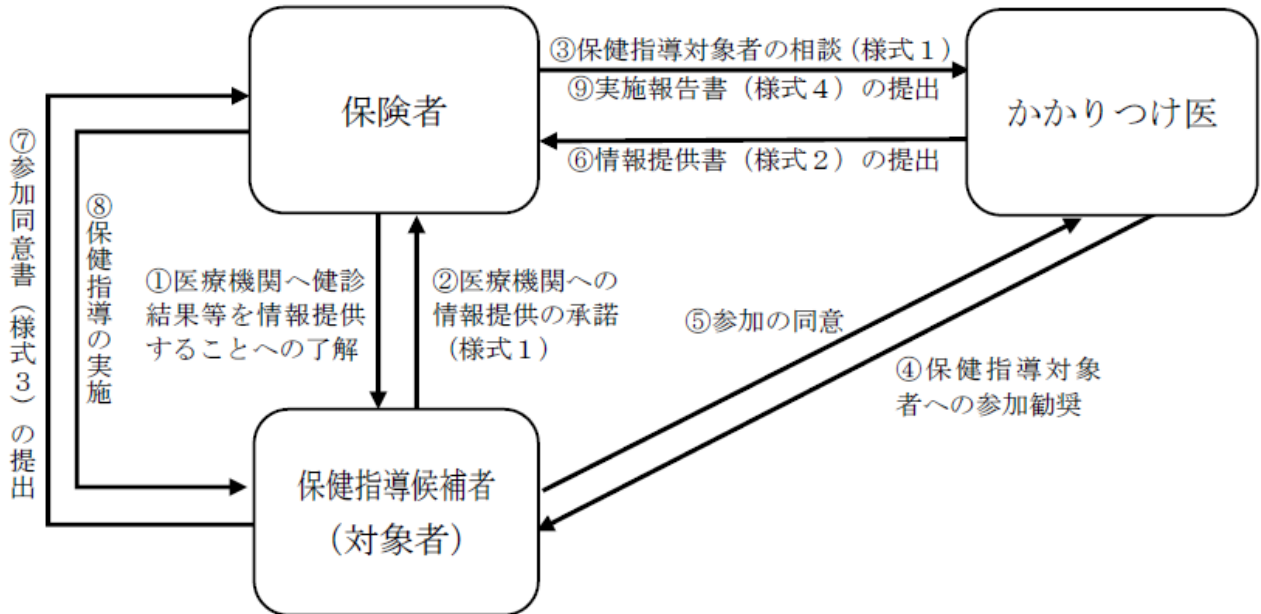 保険者
かかりつけ医
保健指導候補者
(対象者)
①医療機関へ健診
結果等を情報提供
することへの了解
②医療機関への
情報提供の承諾
(様式1)
③保健指導対象者の相談(様式1)
⑨実施報告書(様式4)の提出
⑥情報提供書(様式2)の提出
④保健指導対象
者への参加勧奨
⑤参加の同意
⑦参加同意書(様式3)の提出
⑧保健指導の実施